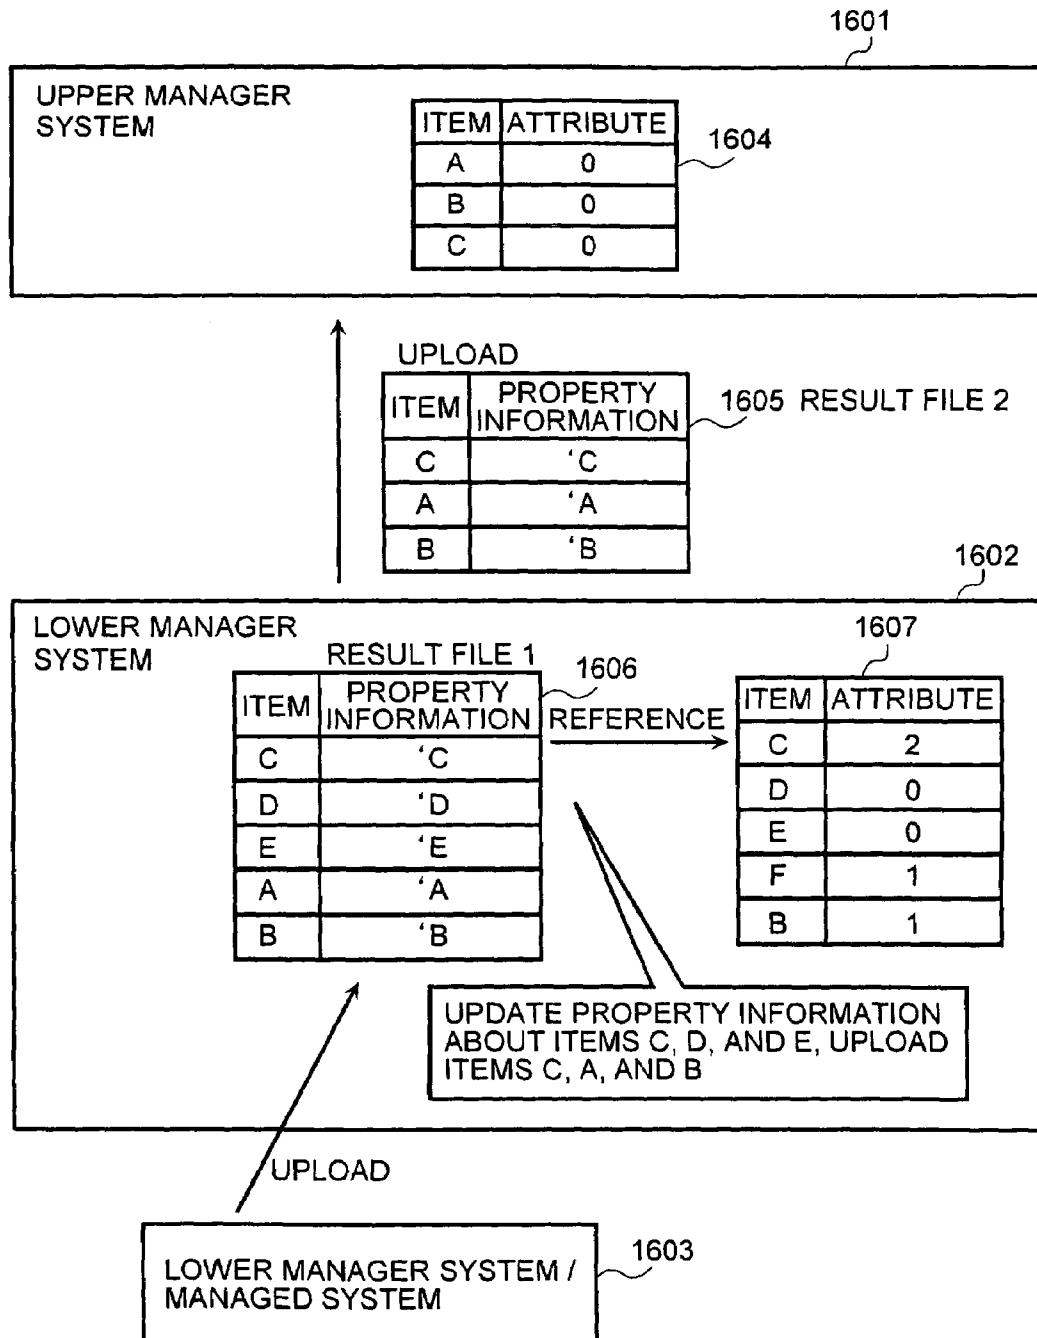 1601
UPPER MANAGER
SYSTEM
ITEM ATTRIBUTE
1604
A 0
B 0
C 0
UPLOAD
ITEM PROPERTY INFORMATION
1605 RESULT FILE 2
C 'C
A 'A
B 'B
1602
LOWER MANAGER
SYSTEM
RESULT FILE 1
1606
ITEM PROPERTY INFORMATION
C 'C
D 'D
E 'E
A 'A
B 'B
REFERENCE
1607
ITEM ATTRIBUTE
C 2
D 0
E 0
F 1
B 1
UPDATE PROPERTY INFORMATION
ABOUT ITEMS C, D, AND E, UPLOAD
ITEMS C, A, AND B
UPLOAD
1603
LOWER MANAGER SYSTEM /
MANAGED SYSTEM